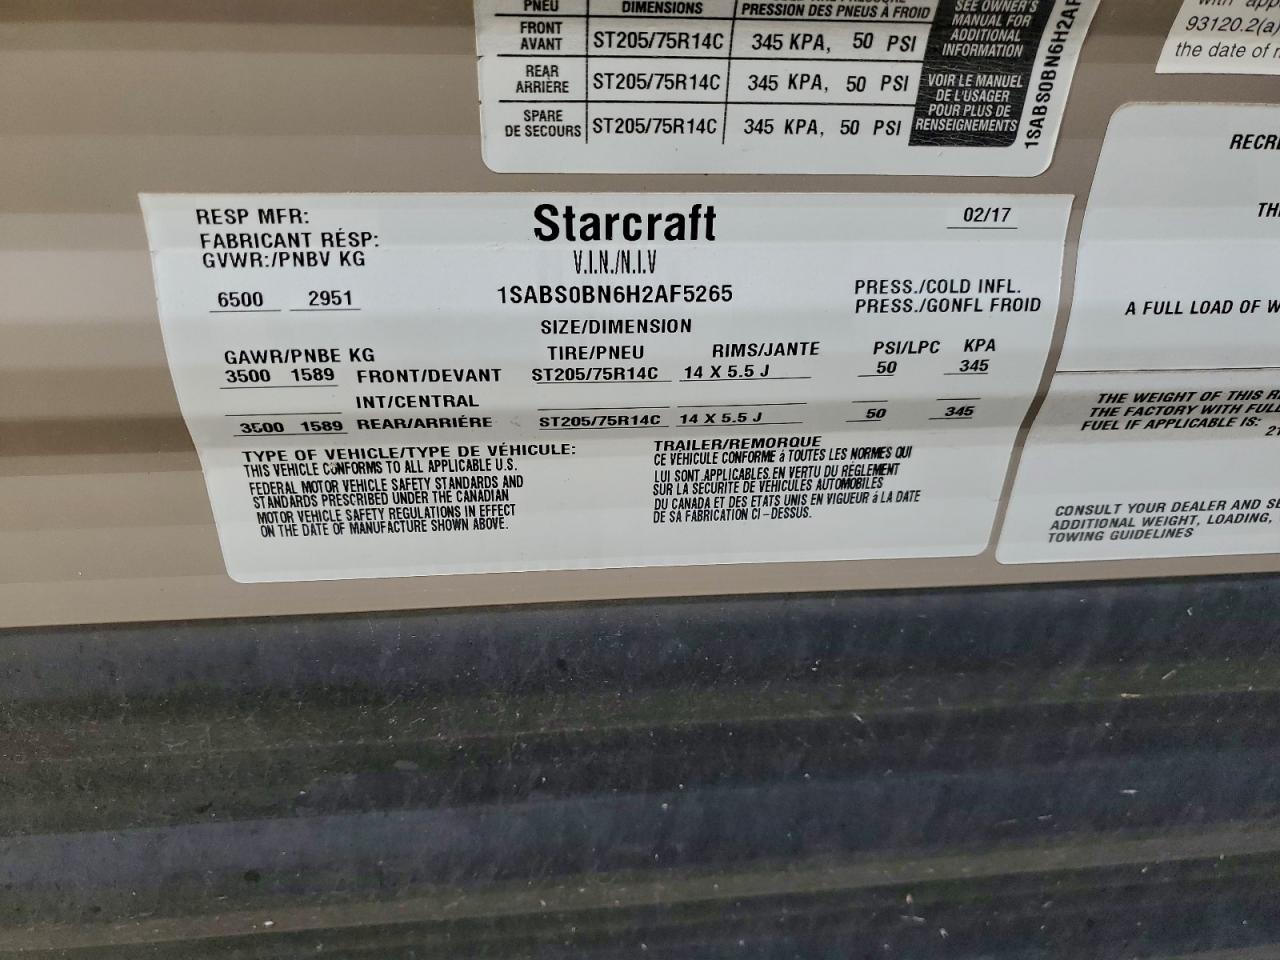 PNEU
DIMENSIONS
PRESSION DES PNEUS À FROID
FRONT
AVANT
ST205/75R14C
345 KPA, 50 PSI
REAR
ARRIÈRE
ST205/75R14C
345 KPA, 50 PSI
SPARE
DE SECOURS
ST205/75R14C
345 KPA, 50 PSI
SEE OWNER'S
MANUAL FOR
ADDITIONAL
INFORMATION
VOIR LE MANUEL
DE L'USAGER
POUR PLUS DE
RENSEIGNEMENTS
1SABS0BN6H2AF
93120.2(a)
the date of
RESP MFR:
Starcraft
02/17
FABRICANT RÉSP:
GVWR:/PNBV KG
V.I.N./N.I.V
6500 2951
1SABS0BN6H2AF5265
PRESS./COLD INFL.
PRESS./GONFL FROID
SIZE/DIMENSION
GAWR/PNBE KG
TIRE/PNEU RIMS/JANTE PSI/LPC KPA
3500 1589 FRONT/DEVANT ST205/75R14C 14 X 5.5 J 50 345
INT/CENTRAL
3500 1589 REAR/ARRIÉRE ST205/75R14C 14 X 5.5 J 50 345
TYPE OF VEHICLE/TYPE DE VÉHICULE: TRAILER/REMORQUE
THIS VEHICLE CONFORMS TO ALL APPLICABLE U.S.
FEDERAL MOTOR VEHICLE SAFETY STANDARDS AND
STANDARDS PRESCRIBED UNDER THE CANADIAN
MOTOR VEHICLE SAFETY REGULATIONS IN EFFECT
ON THE DATE OF MANUFACTURE SHOWN ABOVE.
CE VÉHICULE CONFORME à TOUTES LES NORMES QUI
LUI SONT APPLICABLES EN VERTU DU RÉGLEMENT
SUR LA SECURITE DE VEHICULES AUTOMOBILES
DU CANADA ET DES ETATS UNIS EN VIGUEUR á LA DATE
DE SA FABRICATION CI-DESSUS.
RECRE
TH
A FULL LOAD OF W
THE WEIGHT OF THIS R
THE FACTORY WITH FULL
FUEL IF APPLICABLE IS:
21
CONSULT YOUR DEALER AND SE
ADDITIONAL WEIGHT, LOADING,
TOWING GUIDELINES